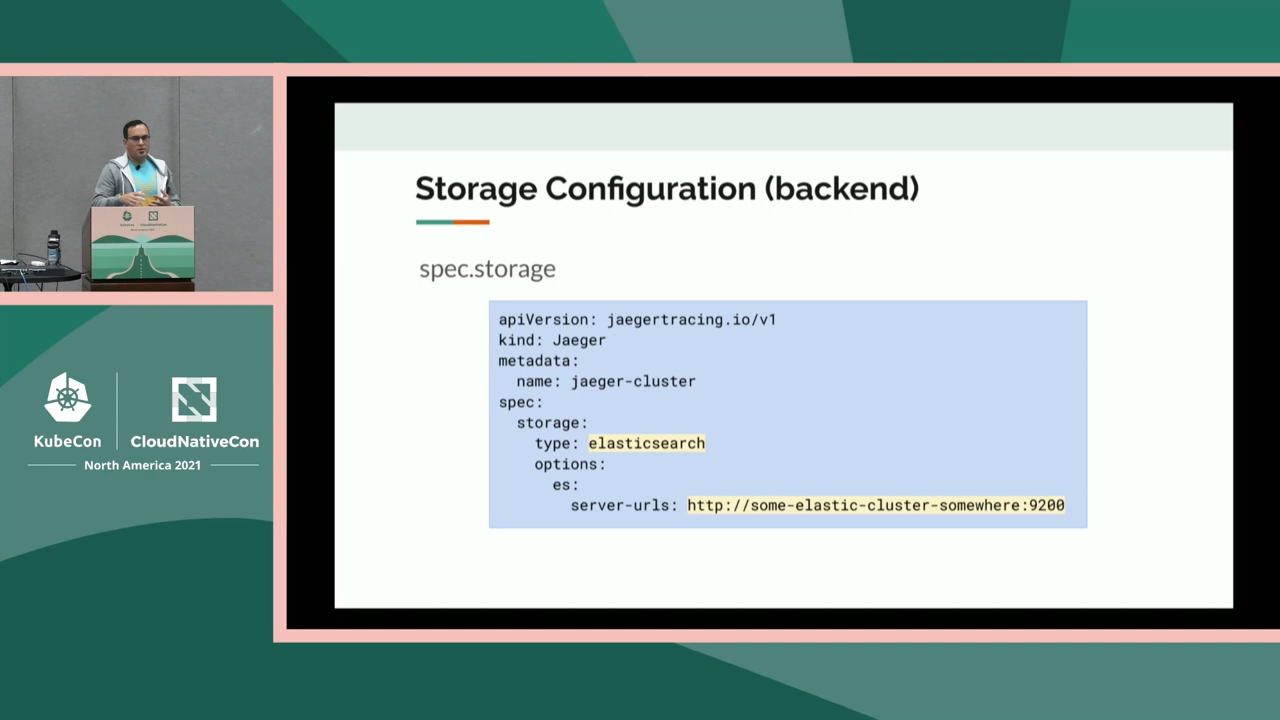 Storage Configuration (backend)
spec.storage
apiVersion: jaegertracing.io/v1
kind: Jaeger
metadata:
  name: jaeger-cluster
spec:
  storage:
    type: elasticsearch
    options:
      es:
        server-urls: http://some-elastic-cluster-somewhere:9200
KubeCon
CloudNativeCon
North America 2021